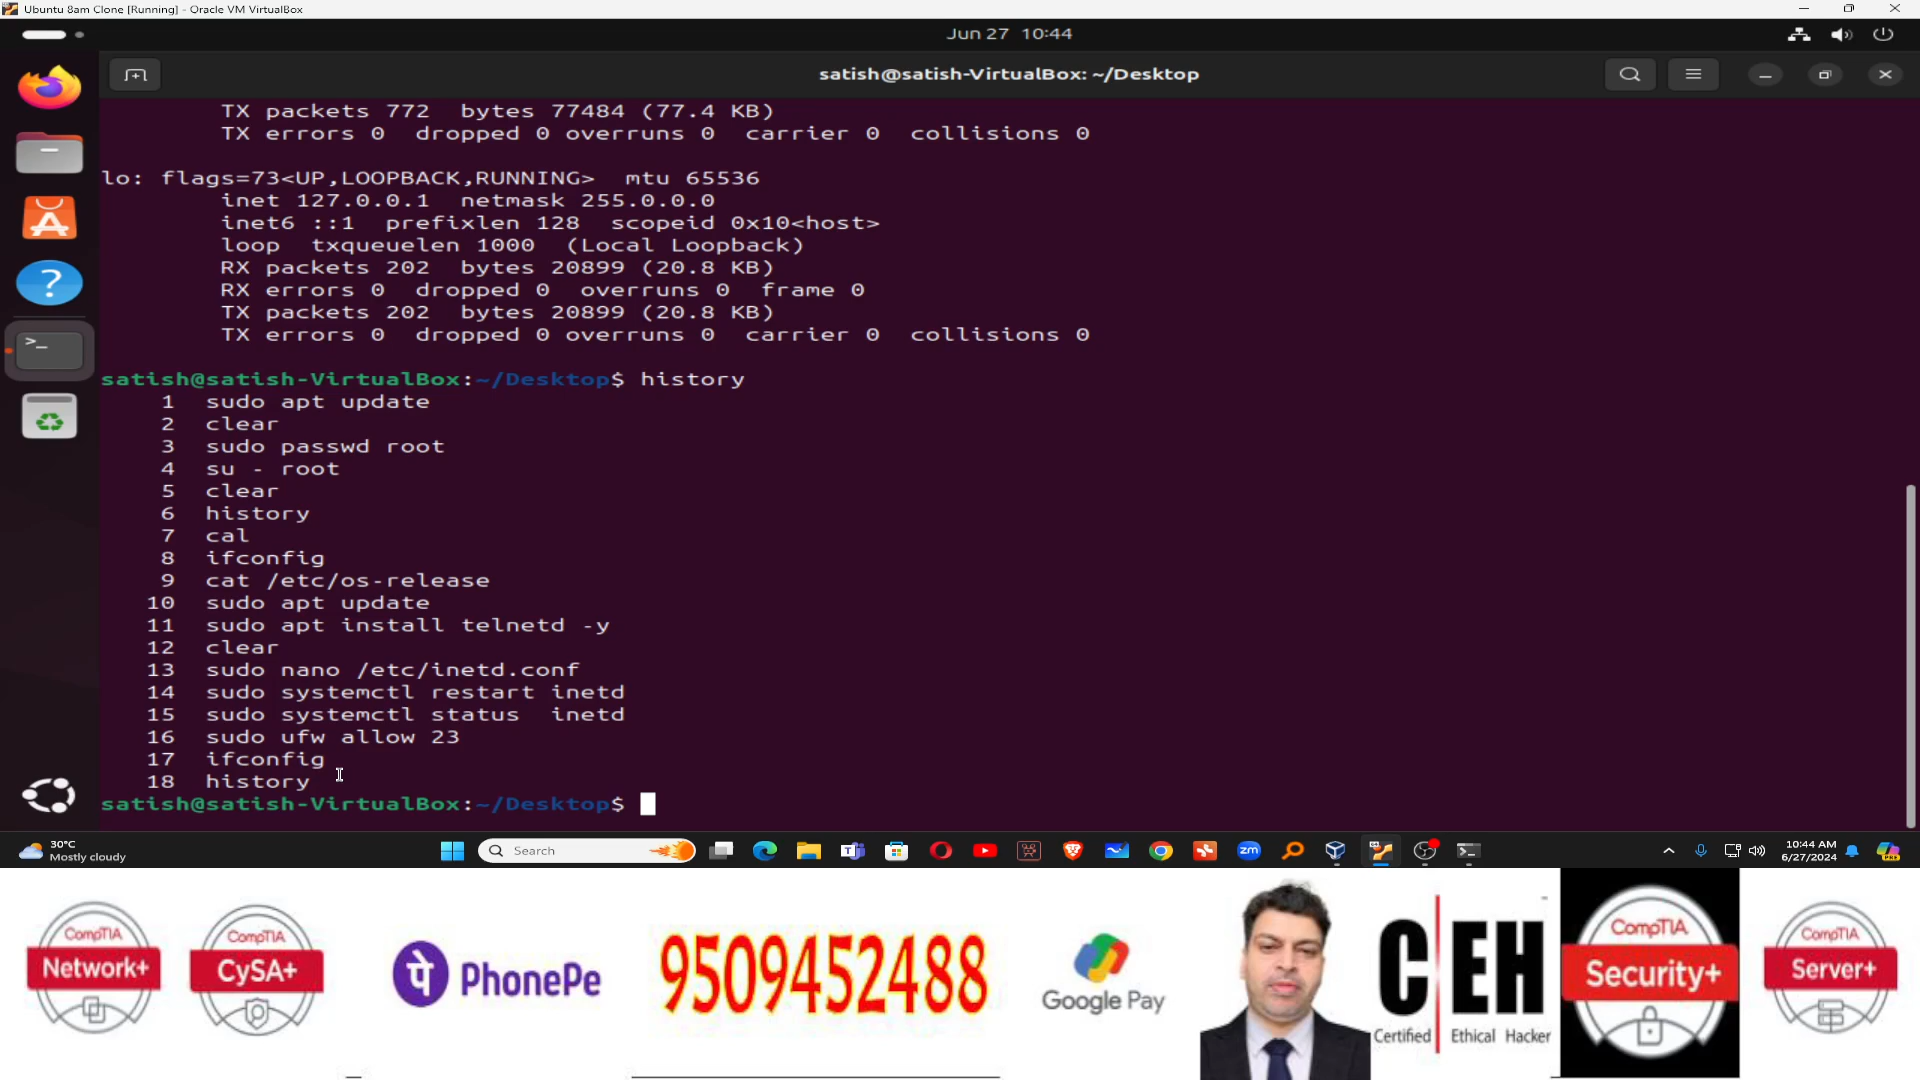 Ubuntu 8am Clone [Running] - Oracle VM VirtualBox
Jun 27 10:44
satish@satish-VirtualBox: ~/Desktop
TX packets 772 bytes 77484 (77.4 KB)
TX errors 0 dropped 0 overruns 0 carrier 0 collisions 0
lo: flags=73<UP,LOOPBACK,RUNNING> mtu 65536
inet 127.0.0.1 netmask 255.0.0.0
inet6 ::1 prefixlen 128 scopeid 0x10<host>
loop txqueuelen 1000 (Local Loopback)
RX packets 202 bytes 20899 (20.8 KB)
RX errors 0 dropped 0 overruns 0 frame 0
TX packets 202 bytes 20899 (20.8 KB)
TX errors 0 dropped 0 overruns 0 carrier 0 collisions 0
satish@satish-VirtualBox:~/Desktop$ history
1 sudo apt update
2 clear
3 sudo passwd root
4 su - root
5 clear
6 history
7 cal
8 ifconfig
9 cat /etc/os-release
10 sudo apt update
11 sudo apt install telnetd -y
12 clear
13 sudo nano /etc/inetd.conf
14 sudo systemctl restart inetd
15 sudo systemctl status inetd
16 sudo ufw allow 23
17 ifconfig
18 history
satish@satish-VirtualBox:~/Desktop$
30°C
Mostly cloudy
Search
zm
10:44 AM
6/27/2024
CompTIA
Network+
CompTIA
CySA+
पे PhonePe
9509452488
Google Pay
CEH
Certified Ethical Hacker
CompTIA
Security+
CompTIA
Server+